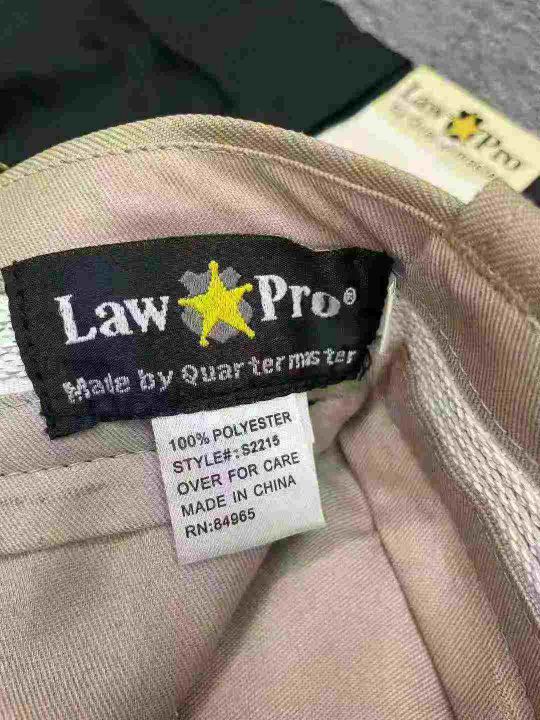 Law Pro
Law Pro®
Made by Quartermaster
100% POLYESTER
STYLE#: S2215
OVER FOR CARE
MADE IN CHINA
RN:84965